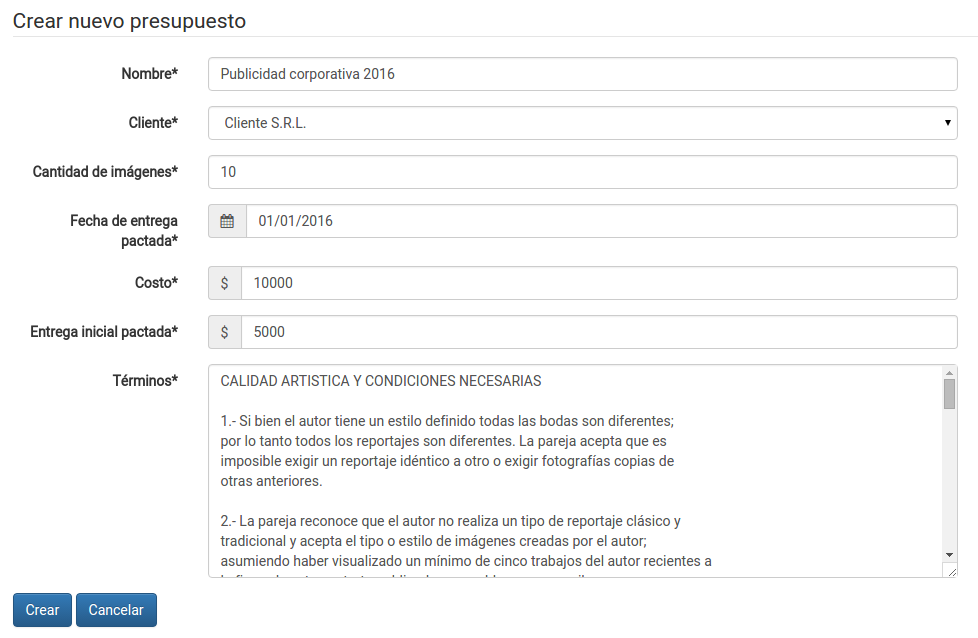 Crear nuevo presupuesto
Nombre* Publicidad corporativa 2016
Cliente* Cliente S.R.L.
Cantidad de imágenes* 10
Fecha de entrega
pactada* 01/01/2016
Costo* $ 10000
Entrega inicial pactada* $ 5000
Términos* CALIDAD ARTISTICA Y CONDICIONES NECESARIAS
1.- Si bien el autor tiene un estilo definido todas las bodas son diferentes;
por lo tanto todos los reportajes son diferentes. La pareja acepta que es
imposible exigir un reportaje idéntico a otro o exigir fotografías copias de
otras anteriores.
2.- La pareja reconoce que el autor no realiza un tipo de reportaje clásico y
tradicional y acepta el tipo o estilo de imágenes creadas por el autor;
asumiendo haber visualizado un mínimo de cinco trabajos del autor recientes a
Crear Cancelar